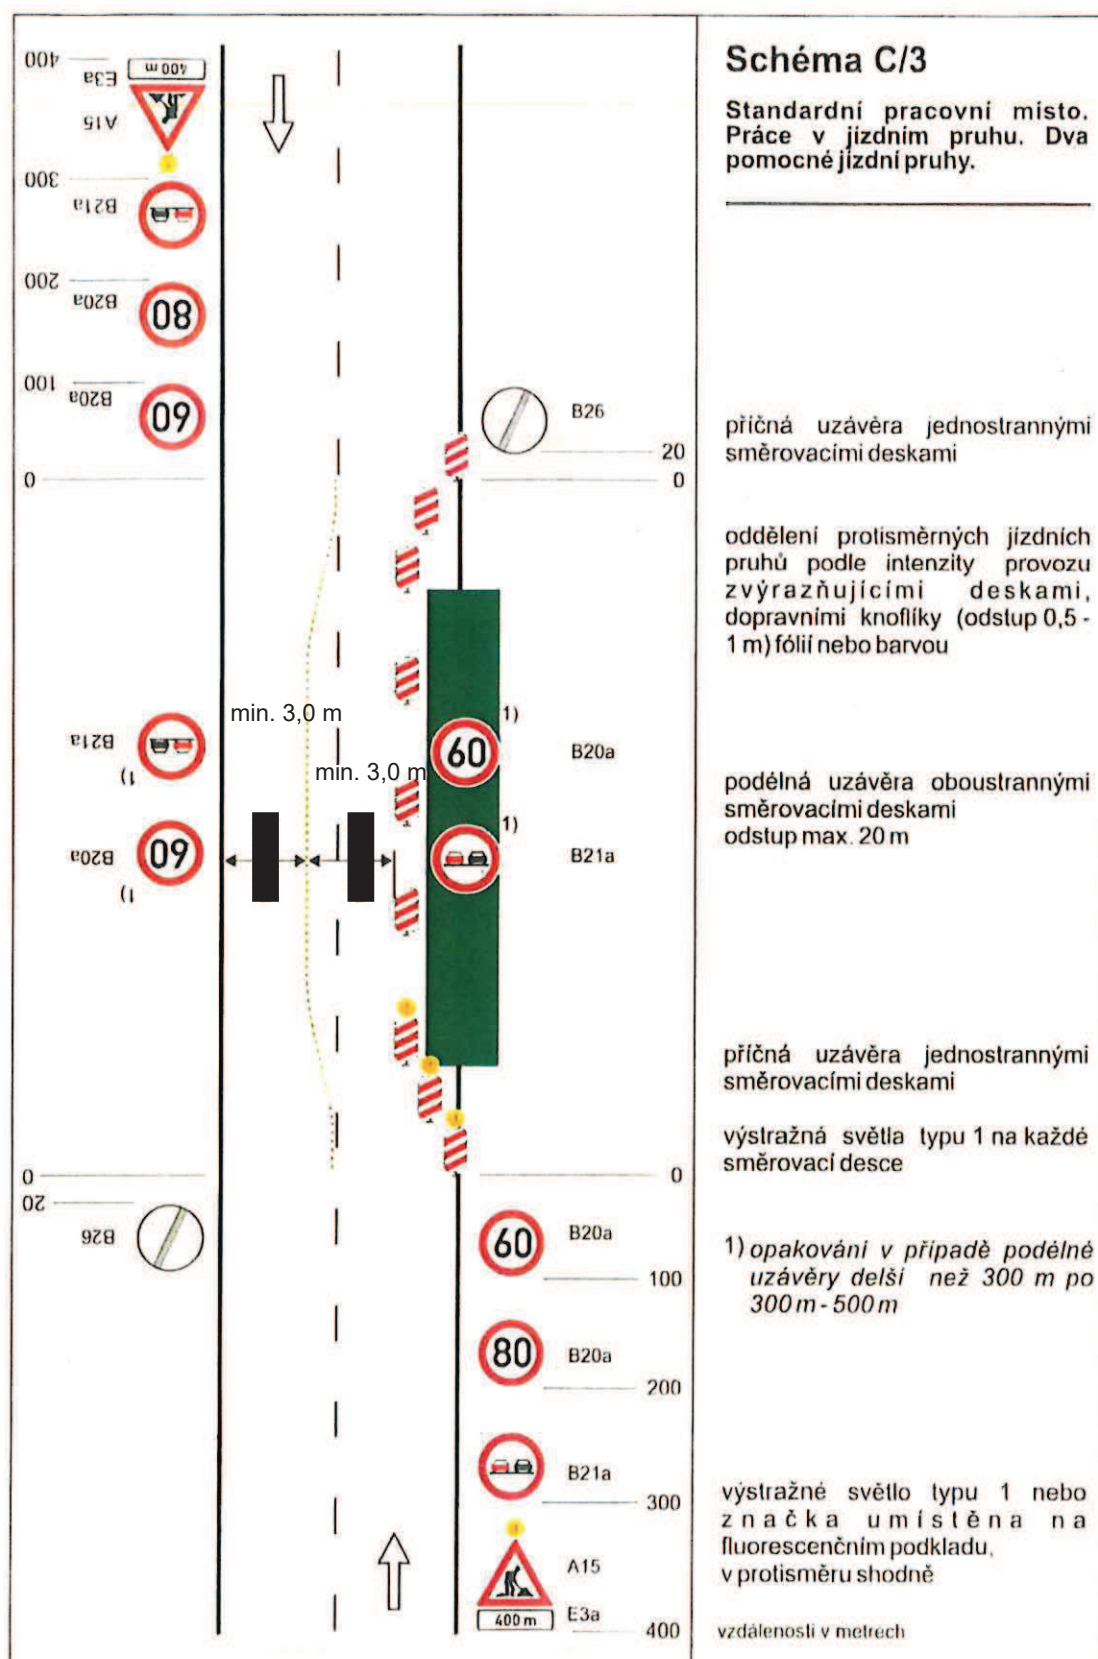 Schéma C/3
Standardní pracovní místo.
Práce v jízdním pruhu. Dva
pomocné jízdní pruhy.
400
E3a
400 m
A15
300
B21a
200
B20a
80
100
B20a
60
0
B26
20
0
příčná uzávěra jednostrannými
směrovacími deskami
oddělení protisměrných jízdních
pruhů podle intenzity provozu
zvýrazňujícími deskami,
dopravními knoflíky (odstup 0,5 -
1 m) fólií nebo barvou
min. 3,0 m
1)
B21a
1)
60
B20a
min. 3,0 m
podélná uzávěra oboustrannými
směrovacími deskami
odstup max. 20 m
1)
B20a
60
1)
B21a
příčná uzávěra jednostrannými
směrovacími deskami
výstražná světla typu 1 na každé
směrovací desce
0
0
20
B26
60
B20a
100
1) opakování v případě podélné
uzávěry delší než 300 m po
300 m - 500 m
80
B20a
200
B21a
300
výstražné světlo typu 1 nebo
značka umístěna na
fluorescenčním podkladu,
v protisměru shodně
A15
400 m
E3a
400
vzdálenosti v metrech